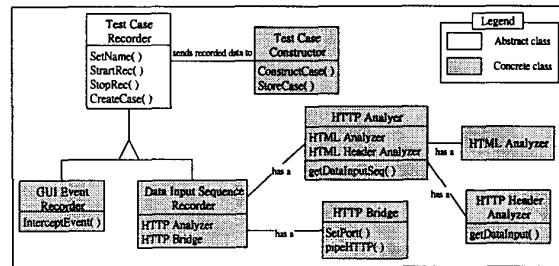 Test Case
Recorder
SetName( )
StrartRec( )
StopRec( )
CreateCase( )
sends recorded data to
Test Case
Constructor
ConstructCase( )
StoreCase( )
Legend
Abstract class
Concrete class
HTTP Analyer
HTML Analyzer
HTML Header Analyzer
getDataInputSeq( )
has a
HTML Analyzer
has a
has a
GUI Event
Recorder
InterceptEvent( )
Data Input Sequence
Recorder
HTTP Analyzer
HTTP Bridge
has a
HTTP Bridge
SetPort( )
pipeHTTP( )
HTTP Header
Analyzer
getDataInput( )